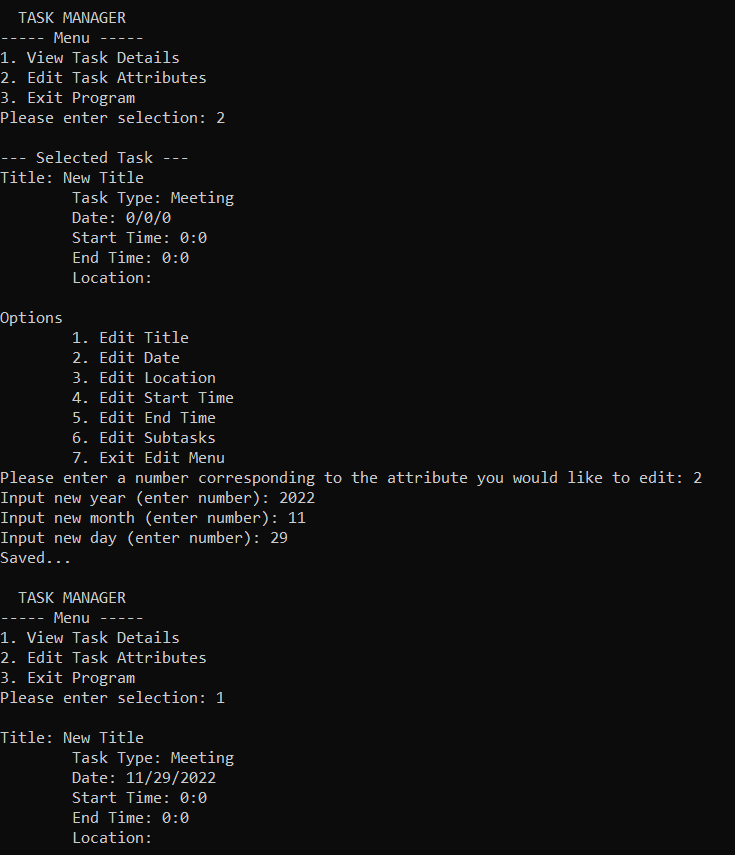 TASK MANAGER
----- Menu -----
1. View Task Details
2. Edit Task Attributes
3. Exit Program
Please enter selection: 2
--- Selected Task ---
Title: New Title
Task Type: Meeting
Date: 0/0/0
Start Time: 0:0
End Time: 0:0
Location:
Options
1. Edit Title
2. Edit Date
3. Edit Location
4. Edit Start Time
5. Edit End Time
6. Edit Subtasks
7. Exit Edit Menu
Please enter a number corresponding to the attribute you would like to edit: 2
Input new year (enter number): 2022
Input new month (enter number): 11
Input new day (enter number): 29
Saved...
TASK MANAGER
----- Menu -----
1. View Task Details
2. Edit Task Attributes
3. Exit Program
Please enter selection: 1
Title: New Title
Task Type: Meeting
Date: 11/29/2022
Start Time: 0:0
End Time: 0:0
Location: